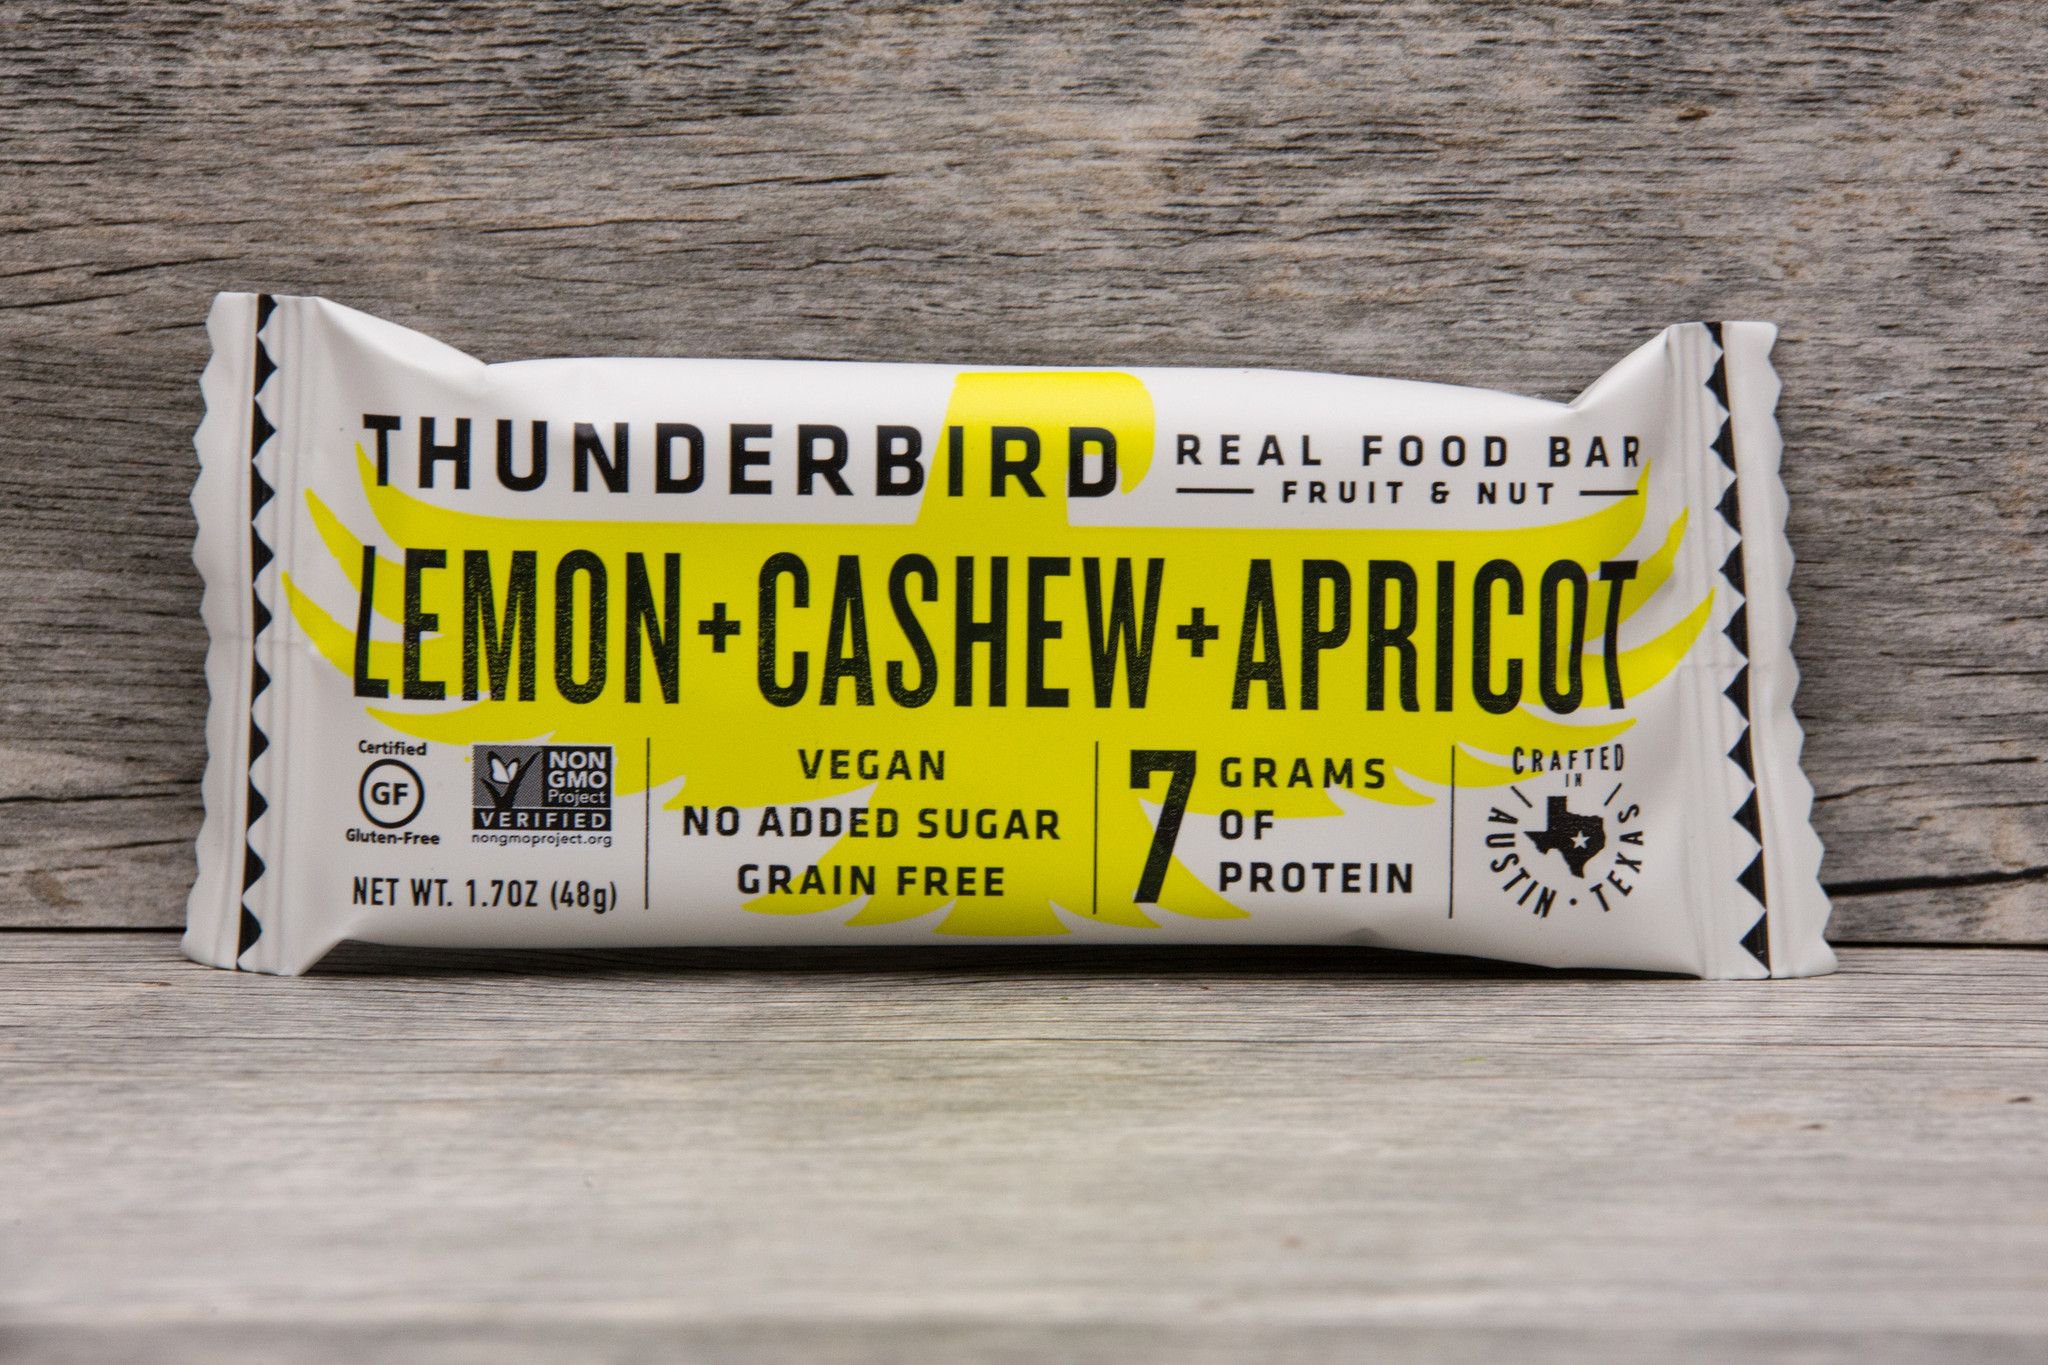 THUNDERBIRD
REAL FOOD BAR
FRUIT & NUT
LEMON+CASHEW+APRICOT
Certified
GF
Gluten-Free
NON
GMO
Project
VERIFIED
nongmoproject.org
NET WT. 1.7OZ (48g)
VEGAN
NO ADDED SUGAR
GRAIN FREE
7
GRAMS
OF
PROTEIN
CRAFTED
IN
AUSTIN · TEXAS